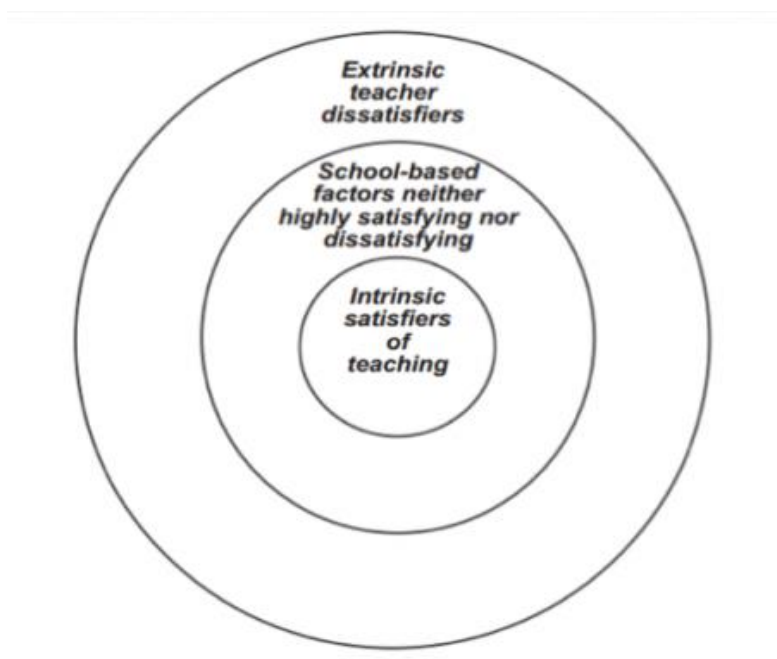 Extrinsic
teacher
dissatisfiers
School-based
factors neither
highly satisfying nor
dissatisfying
Intrinsic
satisfiers
of
teaching